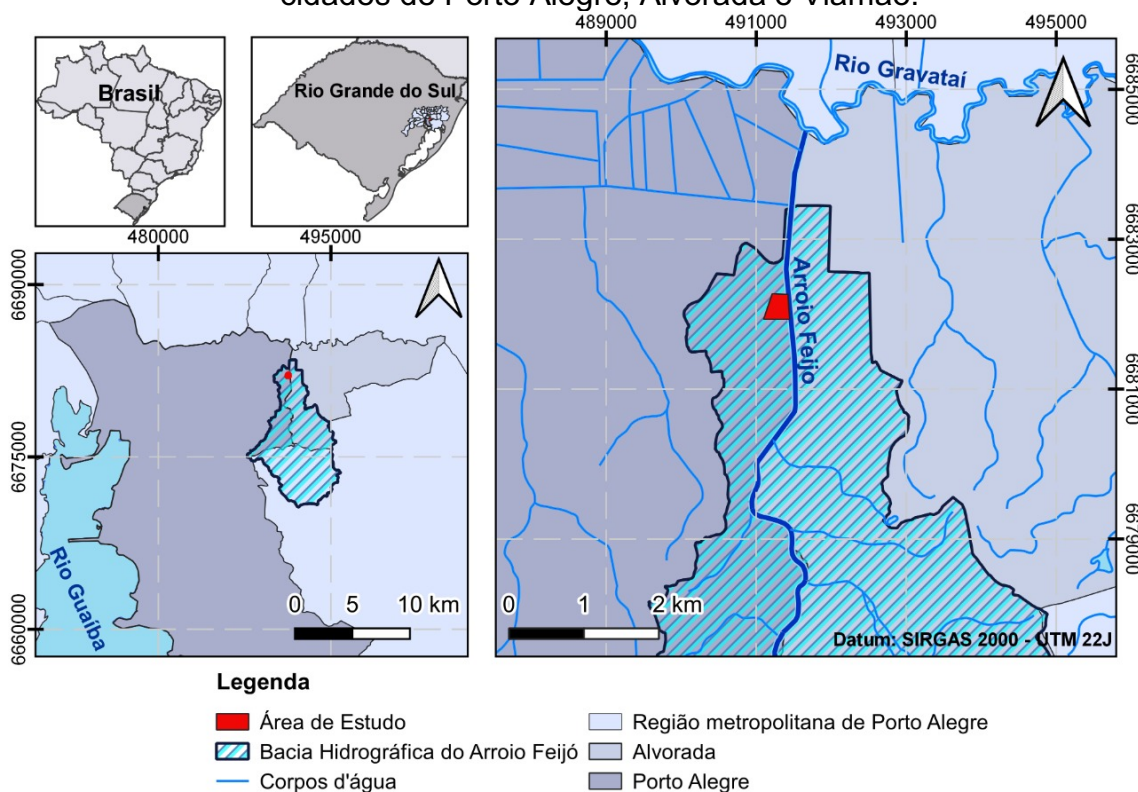 cidades de Porto Alegre, Alvorada e Viamão.
Brasil
Rio Grande do Sul
480000
495000
6690000
6675000
6660000
Rio Guaíba
0 5 10 km
489000
491000
493000
495000
6685000
6683000
6681000
6679000
Rio Gravataí
Arroio Feijo
0 1 2 km
Datum: SIRGAS 2000 - UTM 22J
Legenda
Área de Estudo
Bacia Hidrográfica do Arroio Feijó
Corpos d'água
Região metropolitana de Porto Alegre
Alvorada
Porto Alegre